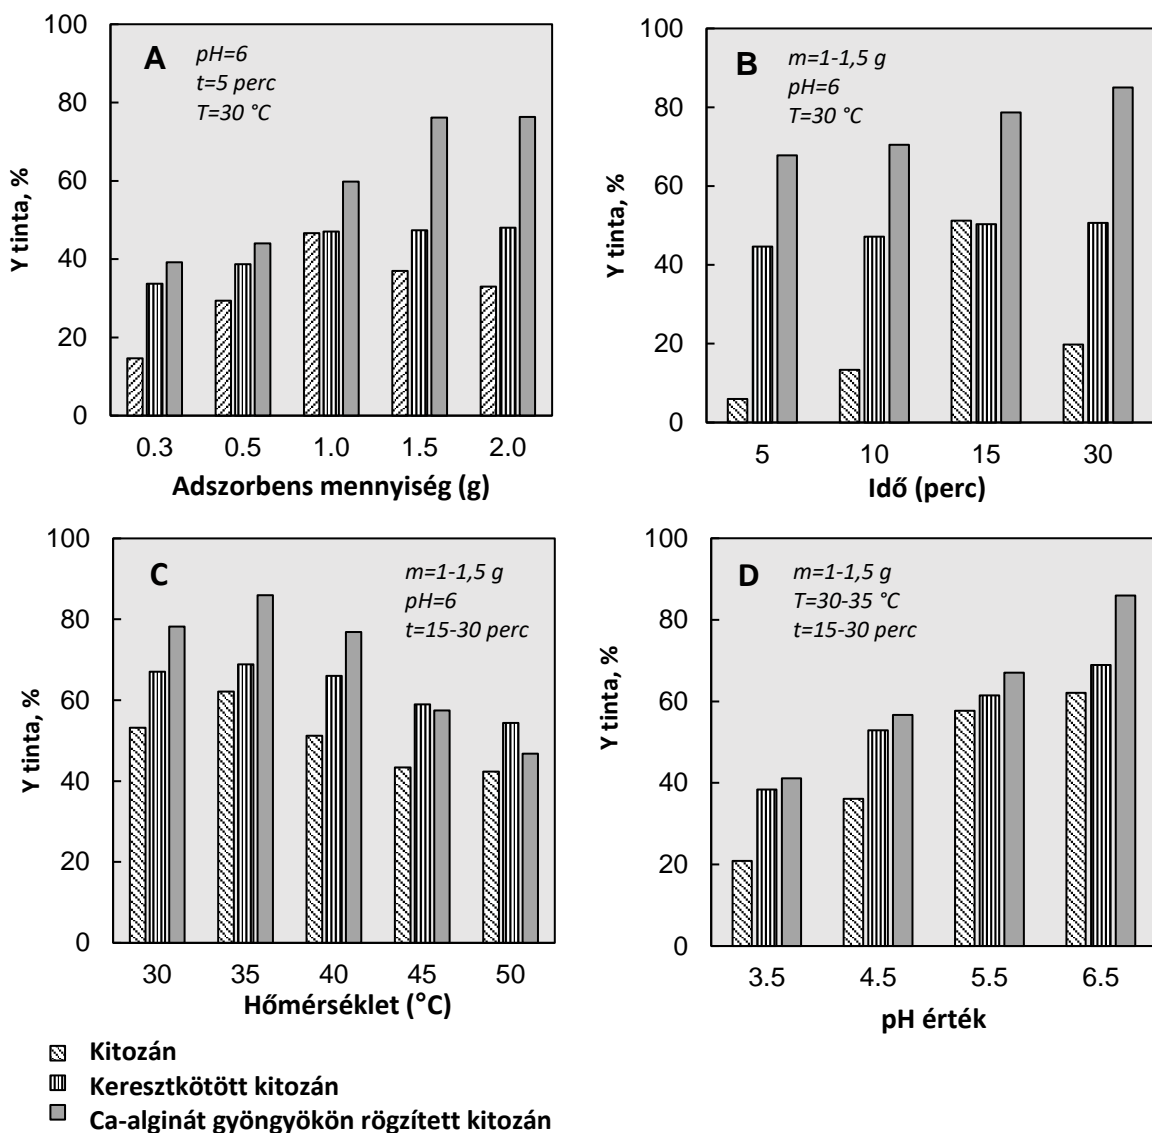 A
pH=6
t=5 perc
T=30 °C
Y tinta, %
100
80
60
40
20
0
0.3 0.5 1.0 1.5 2.0
Adszorbens mennyiség (g)
B
m=1-1,5 g
pH=6
T=30 °C
Y tinta, %
100
80
60
40
20
0
5 10 15 30
Idő (perc)
C
m=1-1,5 g
pH=6
t=15-30 perc
Y tinta, %
100
80
60
40
20
0
30 35 40 45 50
Hőmérséklet (°C)
D
m=1-1,5 g
T=30-35 °C
t=15-30 perc
Y tinta, %
100
80
60
40
20
0
3.5 4.5 5.5 6.5
pH érték
Kitozán
Keresztkötött kitozán
Ca-alginát gyöngyökön rögzített kitozán